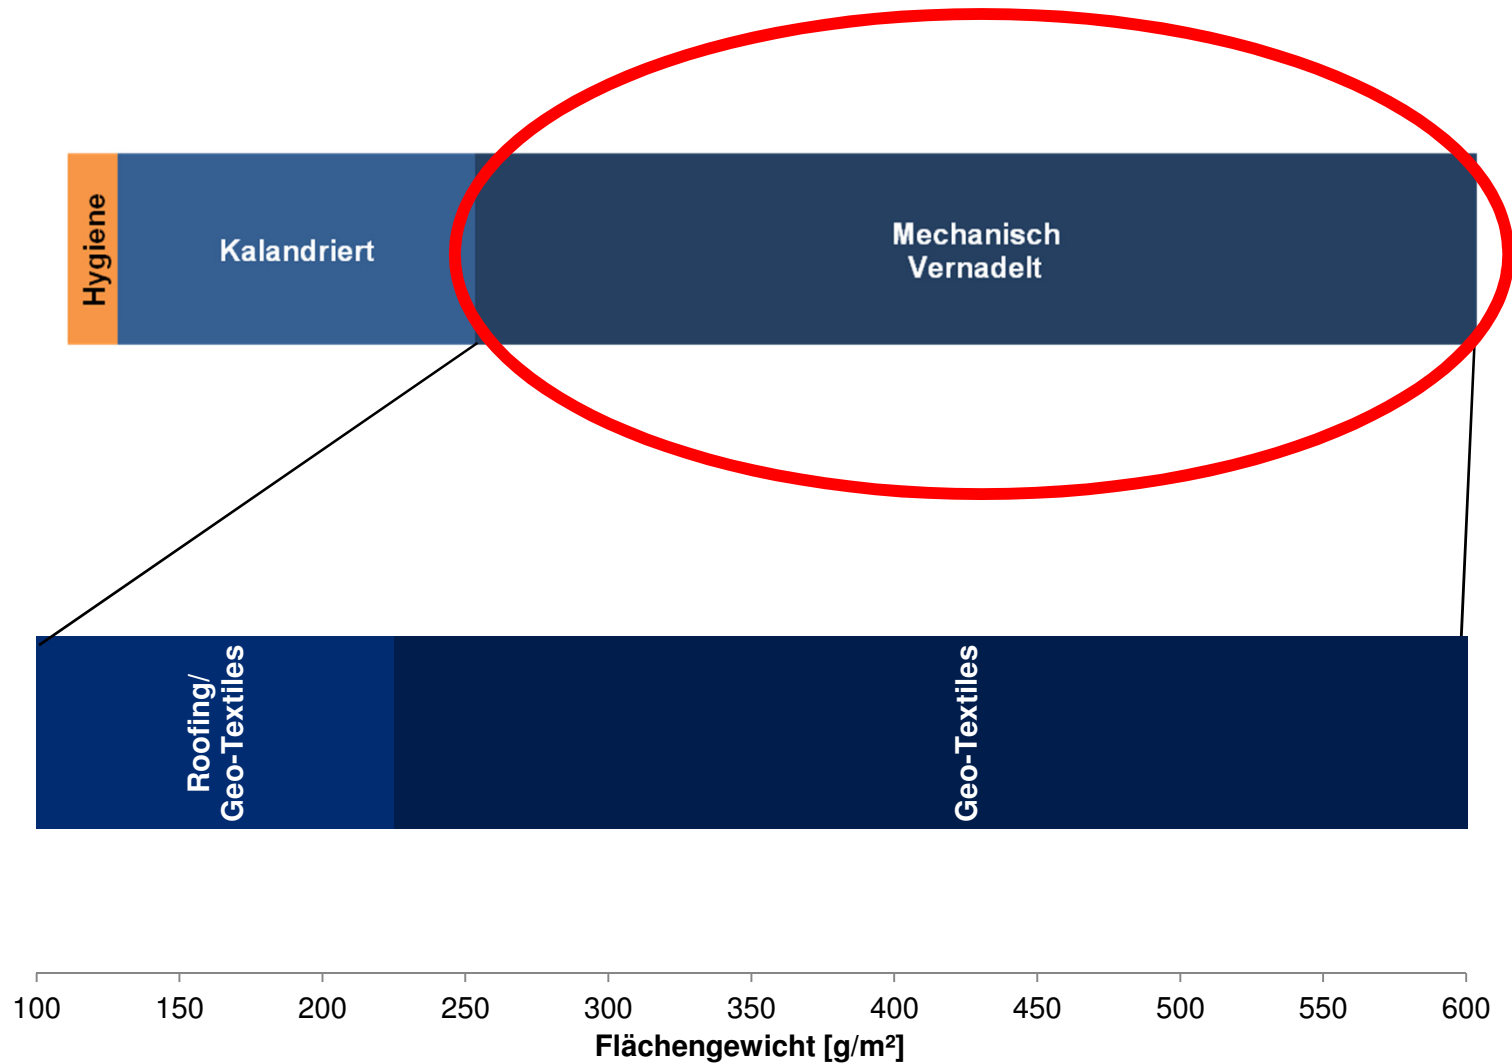 Hygiene
Kalandriert
Mechanisch
Vernadelt
Roofing/
Geo-Textiles
Geo-Textiles
100 150 200 250 300 350 400 450 500 550 600
Flächengewicht [g/m²]